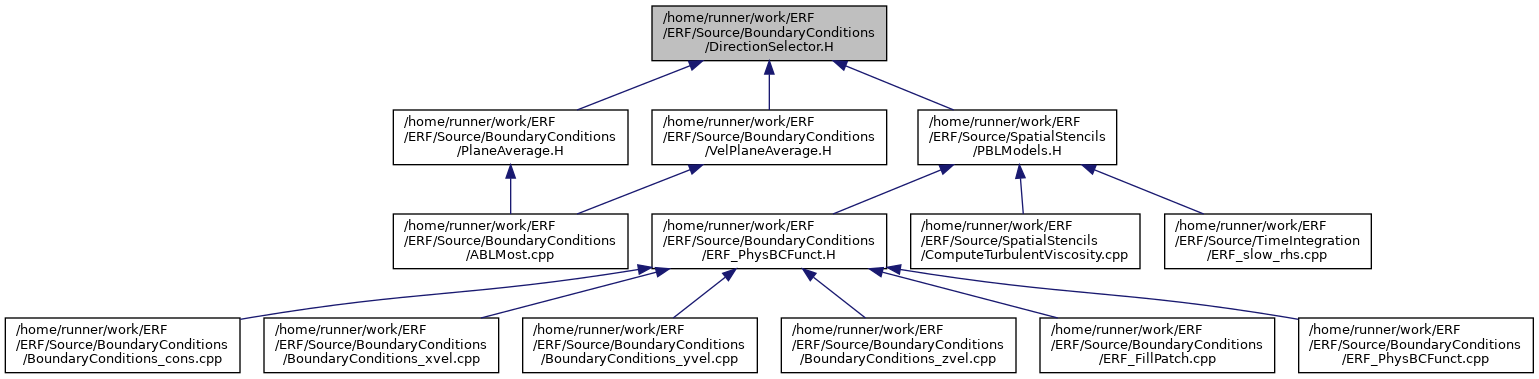 /home/runner/work/ERF
/ERF/Source/BoundaryConditions
/DirectionSelector.H
/home/runner/work/ERF
/ERF/Source/BoundaryConditions
/PlaneAverage.H
/home/runner/work/ERF
/ERF/Source/BoundaryConditions
/VelPlaneAverage.H
/home/runner/work/ERF
/ERF/Source/SpatialStencils
/PBLModels.H
/home/runner/work/ERF
/ERF/Source/BoundaryConditions
/ABLMost.cpp
/home/runner/work/ERF
/ERF/Source/BoundaryConditions
/ERF_PhysBCFunct.H
/home/runner/work/ERF
/ERF/Source/SpatialStencils
/ComputeTurbulentViscosity.cpp
/home/runner/work/ERF
/ERF/Source/TimeIntegration
/ERF_slow_rhs.cpp
/home/runner/work/ERF
/ERF/Source/BoundaryConditions
/BoundaryConditions_cons.cpp
/home/runner/work/ERF
/ERF/Source/BoundaryConditions
/BoundaryConditions_xvel.cpp
/home/runner/work/ERF
/ERF/Source/BoundaryConditions
/BoundaryConditions_yvel.cpp
/home/runner/work/ERF
/ERF/Source/BoundaryConditions
/BoundaryConditions_zvel.cpp
/home/runner/work/ERF
/ERF/Source/BoundaryConditions
/ERF_FillPatch.cpp
/home/runner/work/ERF
/ERF/Source/BoundaryConditions
/ERF_PhysBCFunct.cpp